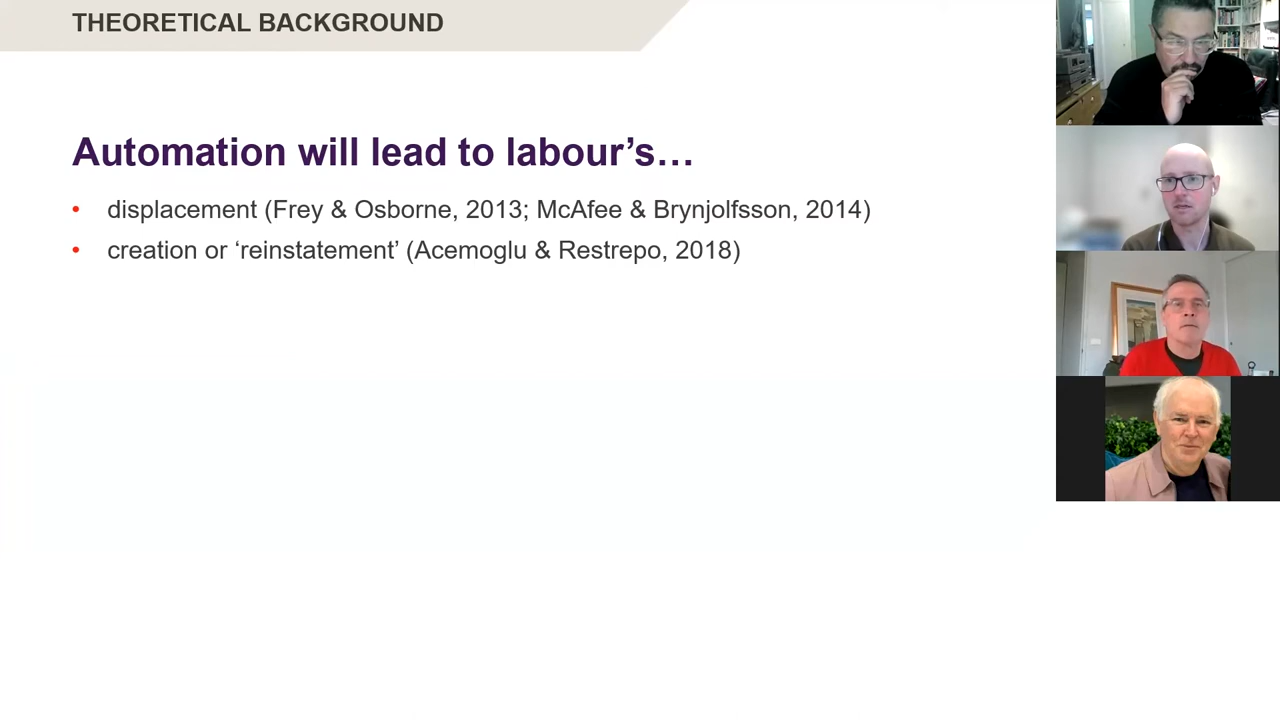 THEORETICAL BACKGROUND
Automation will lead to labour’s…
• displacement (Frey & Osborne, 2013; McAfee & Brynjolfsson, 2014)
• creation or ‘reinstatement’ (Acemoglu & Restrepo, 2018)